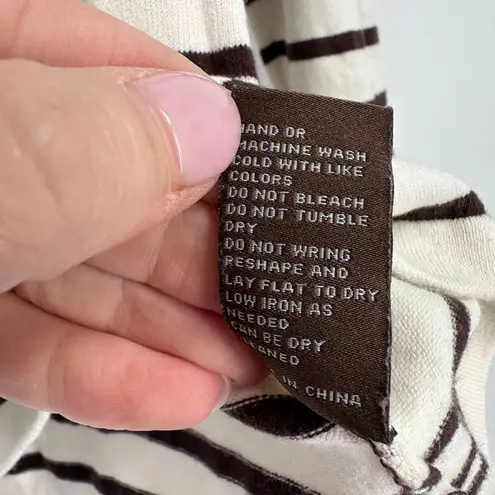 HAND OR
MACHINE WASH
COLD WITH LIKE
COLORS
DO NOT BLEACH
DO NOT TUMBLE
DRY
DO NOT WRING
RESHAPE AND
LAY FLAT TO DRY
LOW IRON AS
NEEDED
CAN BE DRY
CLEANED
IN CHINA